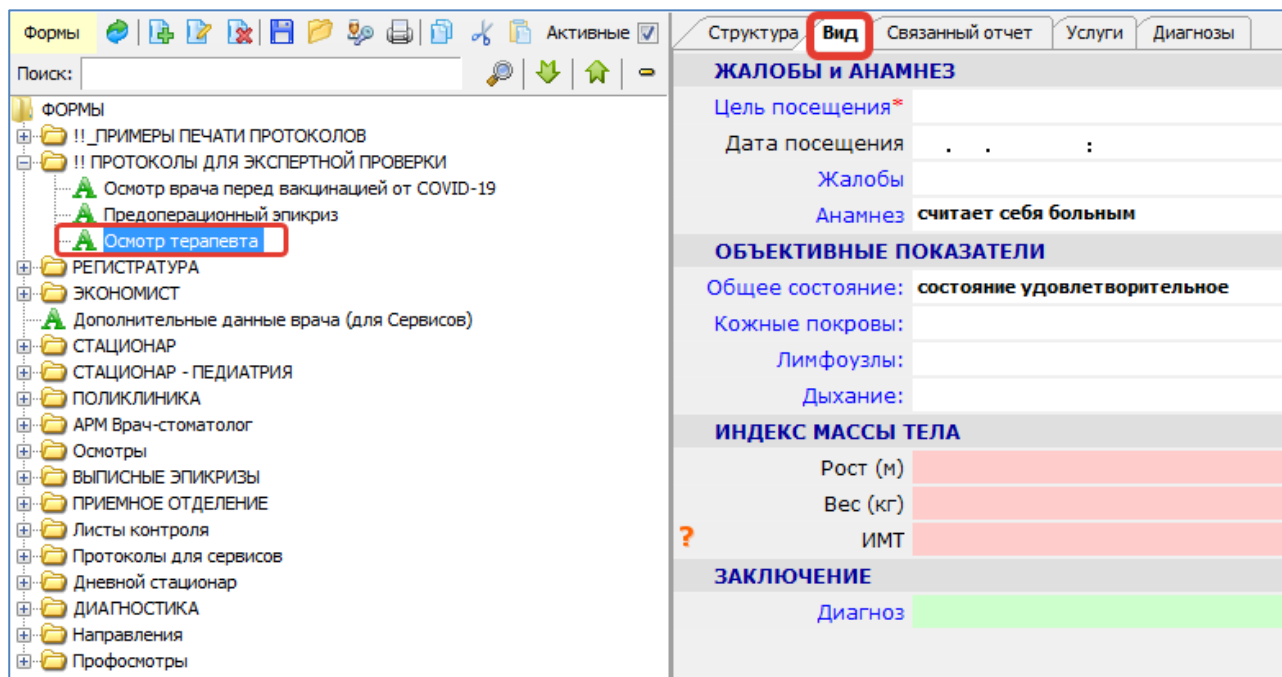 Формы Активные
Поиск:
ФОРМЫ
!!_ПРИМЕРЫ ПЕЧАТИ ПРОТОКОЛОВ
!! ПРОТОКОЛЫ ДЛЯ ЭКСПЕРТНОЙ ПРОВЕРКИ
Осмотр врача перед вакцинацией от COVID-19
Предоперационный эпикриз
Осмотр терапевта
РЕГИСТРАТУРА
ЭКОНОМИСТ
Дополнительные данные врача (для Сервисов)
СТАЦИОНАР
СТАЦИОНАР - ПЕДИАТРИЯ
ПОЛИКЛИНИКА
АРМ Врач-стоматолог
Осмотры
ВЫПИСНЫЕ ЭПИКРИЗЫ
ПРИЕМНОЕ ОТДЕЛЕНИЕ
Листы контроля
Протоколы для сервисов
Дневной стационар
ДИАГНОСТИКА
Направления
Профосмотры
Структура Вид Связанный отчет Услуги Диагнозы
ЖАЛОБЫ и АНАМНЕЗ
Цель посещения*
Дата посещения . . :
Жалобы
Анамнез считает себя больным
ОБЪЕКТИВНЫЕ ПОКАЗАТЕЛИ
Общее состояние: состояние удовлетворительное
Кожные покровы:
Лимфоузлы:
Дыхание:
ИНДЕКС МАССЫ ТЕЛА
Рост (м)
Вес (кг)
? ИМТ
ЗАКЛЮЧЕНИЕ
Диагноз